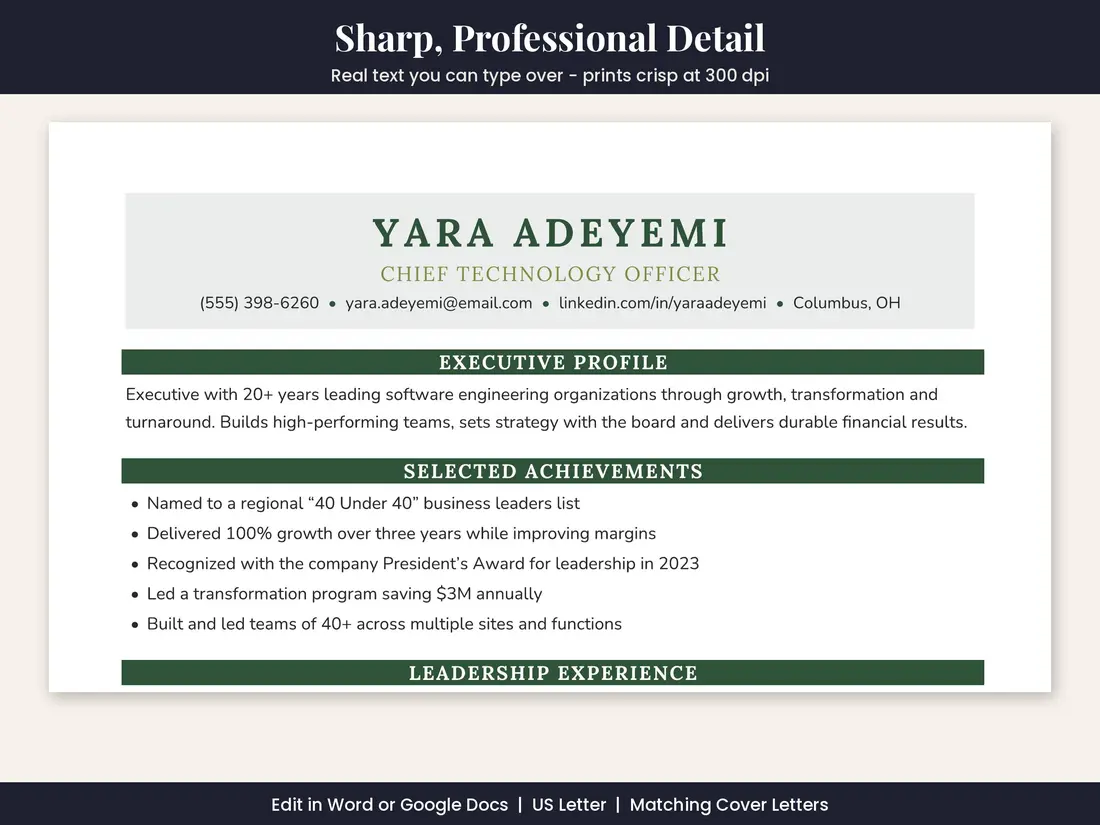 Sharp, Professional Detail
Real text you can type over - prints crisp at 300 dpi
YARA ADEYEMI
CHIEF TECHNOLOGY OFFICER
(555) 398-6260 • yara.adeyemi@email.com • linkedin.com/in/yaraadeyemi • Columbus, OH
EXECUTIVE PROFILE
Executive with 20+ years leading software engineering organizations through growth, transformation and
turnaround. Builds high-performing teams, sets strategy with the board and delivers durable financial results.
SELECTED ACHIEVEMENTS
• Named to a regional “40 Under 40” business leaders list
• Delivered 100% growth over three years while improving margins
• Recognized with the company President’s Award for leadership in 2023
• Led a transformation program saving $3M annually
• Built and led teams of 40+ across multiple sites and functions
LEADERSHIP EXPERIENCE
Edit in Word or Google Docs | US Letter | Matching Cover Letters